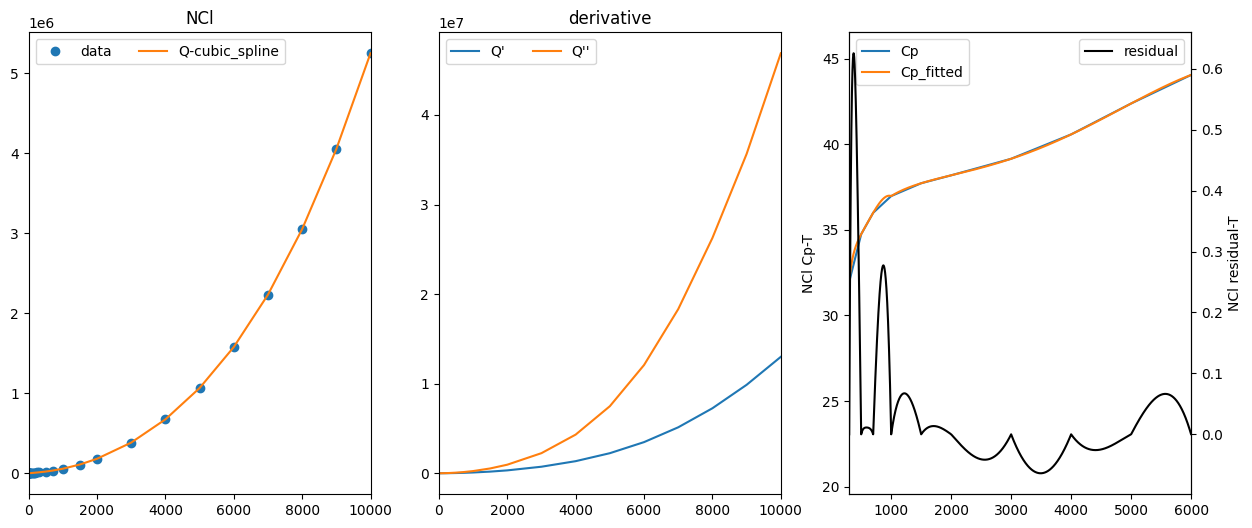 NCl
1e6
data
Q-cubic_spline
6
5
4
3
2
1
0
0 2000 4000 6000 8000 10000
derivative
1e7
Q'
Q''
4
3
2
1
0
0 2000 4000 6000 8000 10000
Cp
Cp_fitted
residual
NCl Cp-T
45
40
35
30
25
20
1000 2000 3000 4000 5000 6000
0.6
0.5
0.4
0.3
0.2
0.1
0.0
NCl residual-T